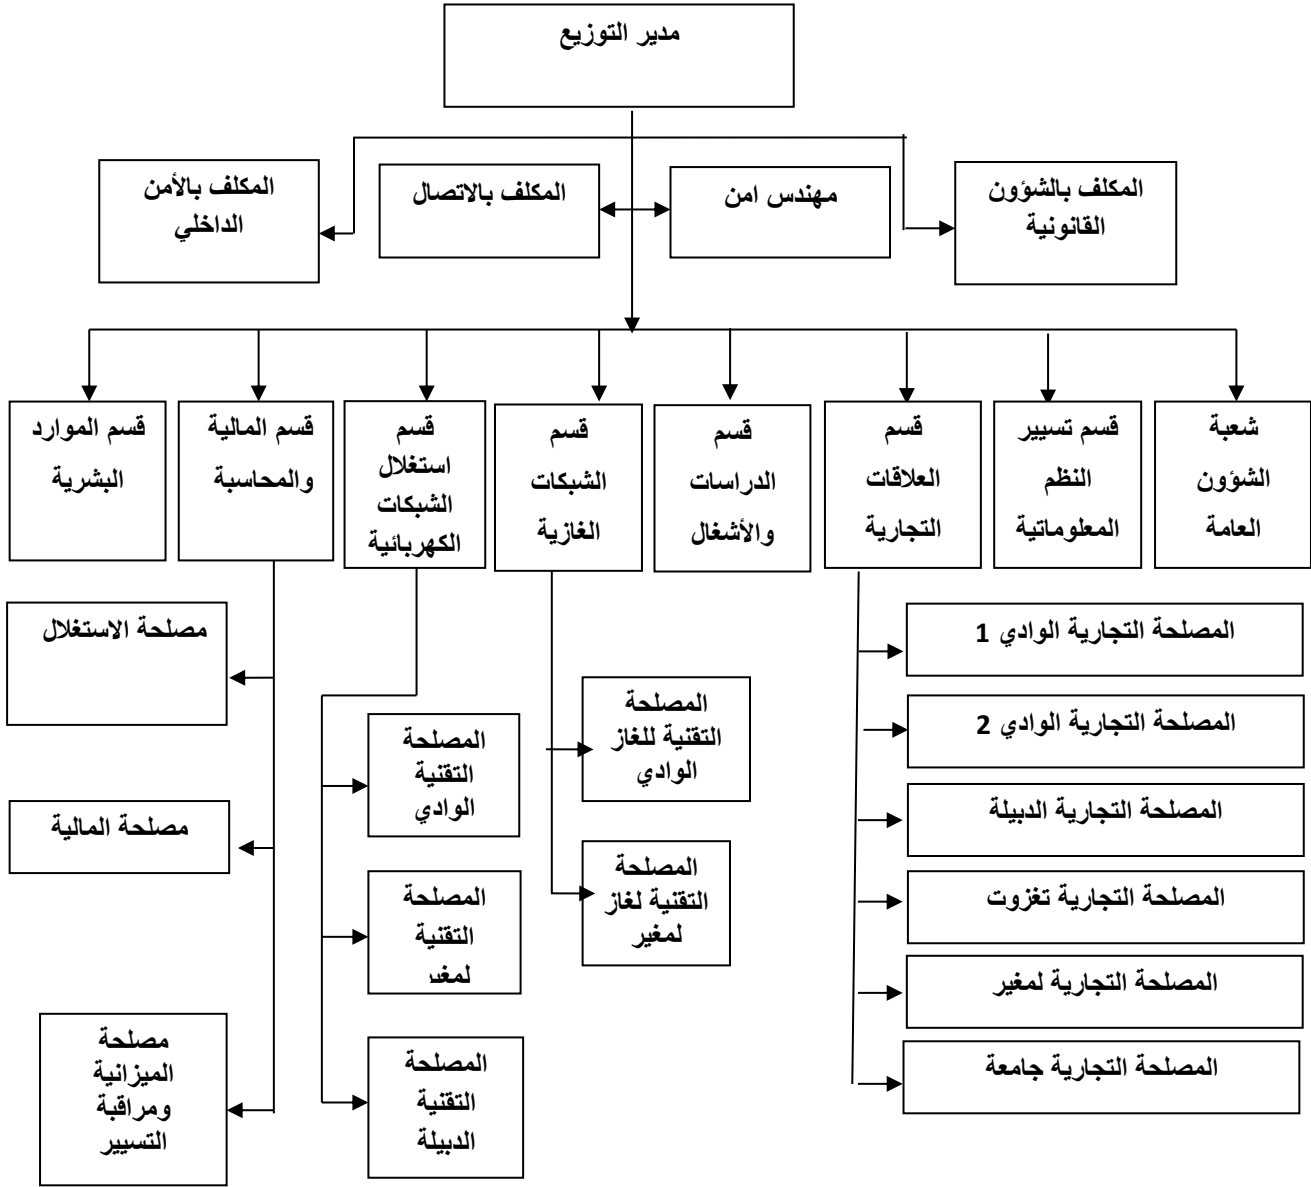 مدير التوزيع
المكلف بالشؤون
القانونية
مهندس امن
المكلف بالاتصال
المكلف بالأمن
الداخلي
شعبة
الشؤون
العامة
قسم تسيير
النظم
المعلوماتية
قسم
العلاقات
التجارية
قسم
الدراسات
والأشغال
قسم
الشبكات
الغازية
قسم
استغلال
الشبكات
الكهربائية
قسم المالية
والمحاسبة
قسم الموارد
البشرية
المصلحة التجارية الوادي 1
المصلحة التجارية الوادي 2
المصلحة التجارية الدبيلة
المصلحة التجارية تغزوت
المصلحة التجارية لمغير
المصلحة التجارية جامعة
المصلحة
التقنية للغاز
الوادي
المصلحة
التقنية لغاز
لمغير
المصلحة
التقنية
الوادي
المصلحة
التقنية
لمغير
المصلحة
التقنية
الدبيلة
مصلحة الاستغلال
مصلحة المالية
مصلحة
الميزانية
ومراقبة
التسيير